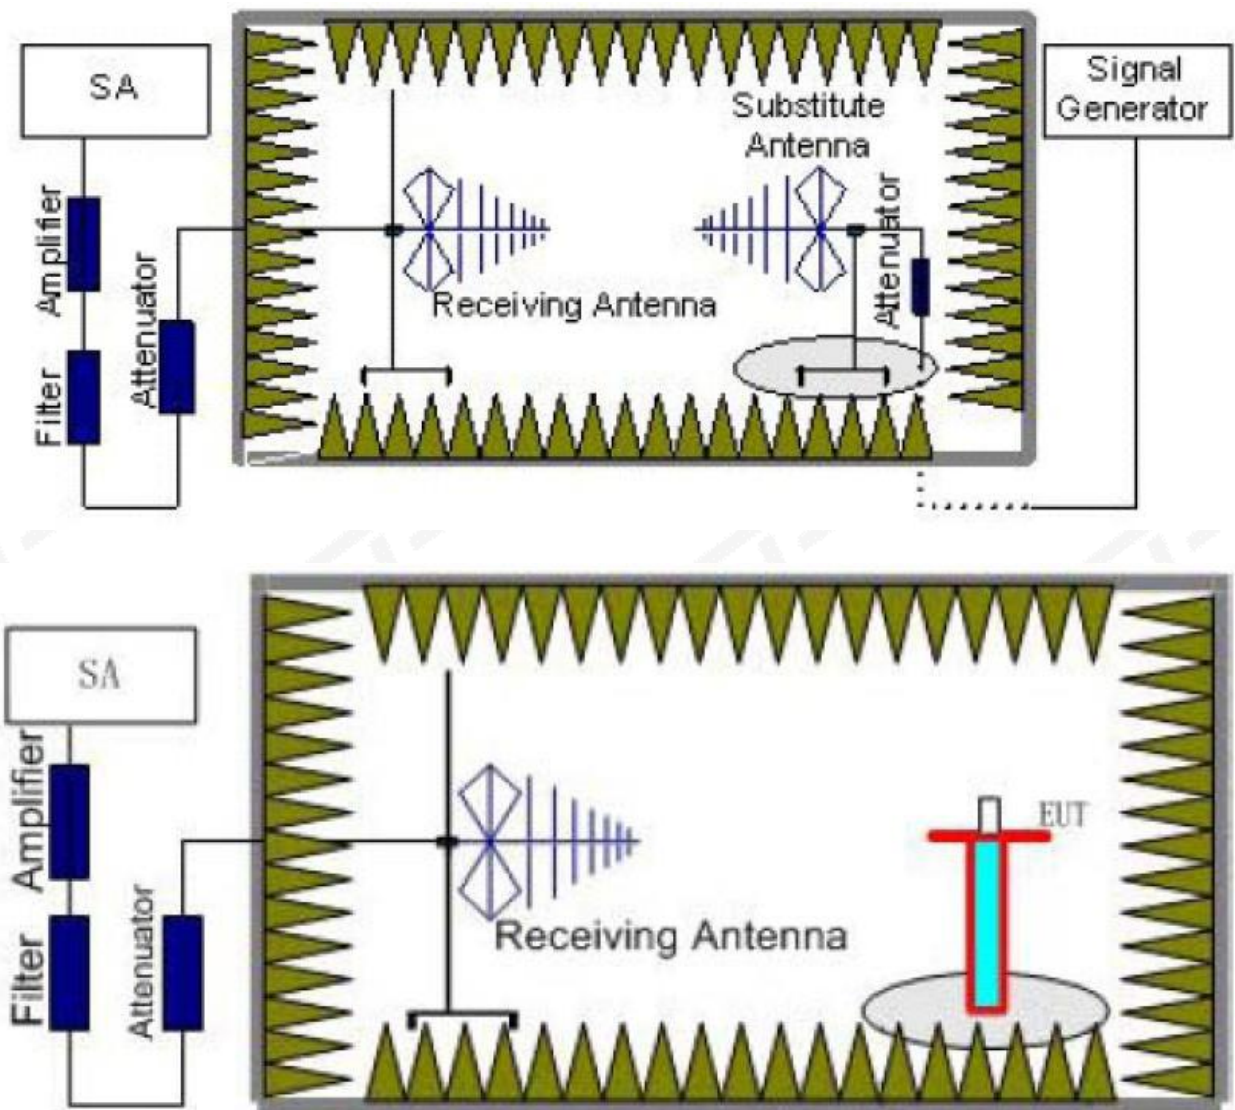 SA
Signal
Generator
Substitute
Antenna
Amplifier
Attenuator
Attenuator
Receiving Antenna
Filter
SA
Amplifier
EUT
Receiving Antenna
Filter
Attenuator